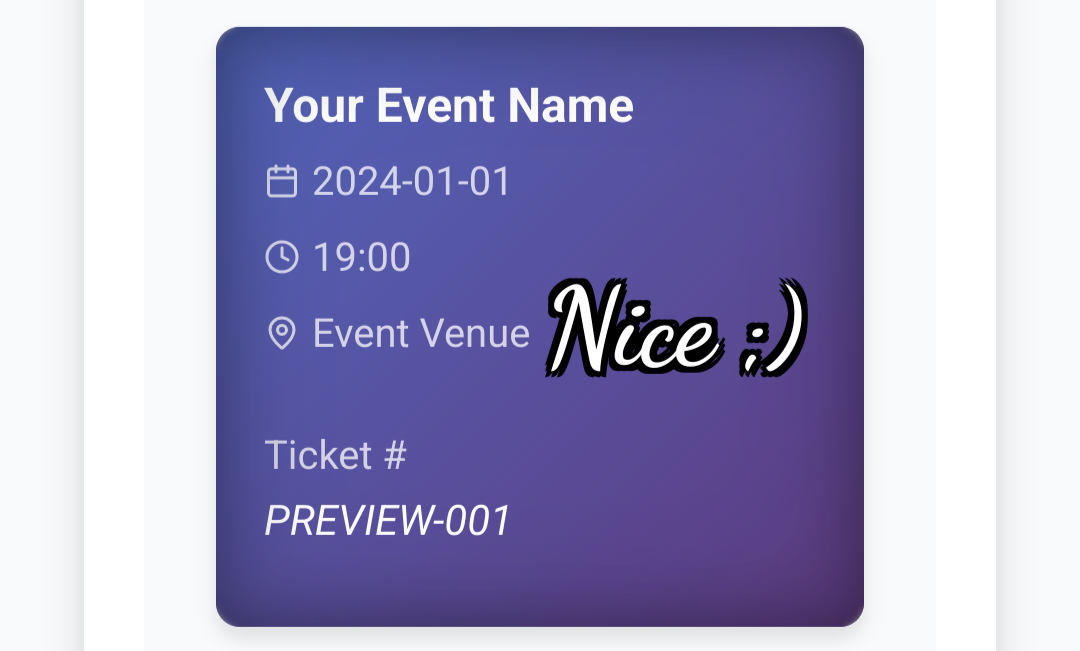 Your Event Name
2024-01-01
19:00
Event Venue
Nice ;)
Ticket #
PREVIEW-001